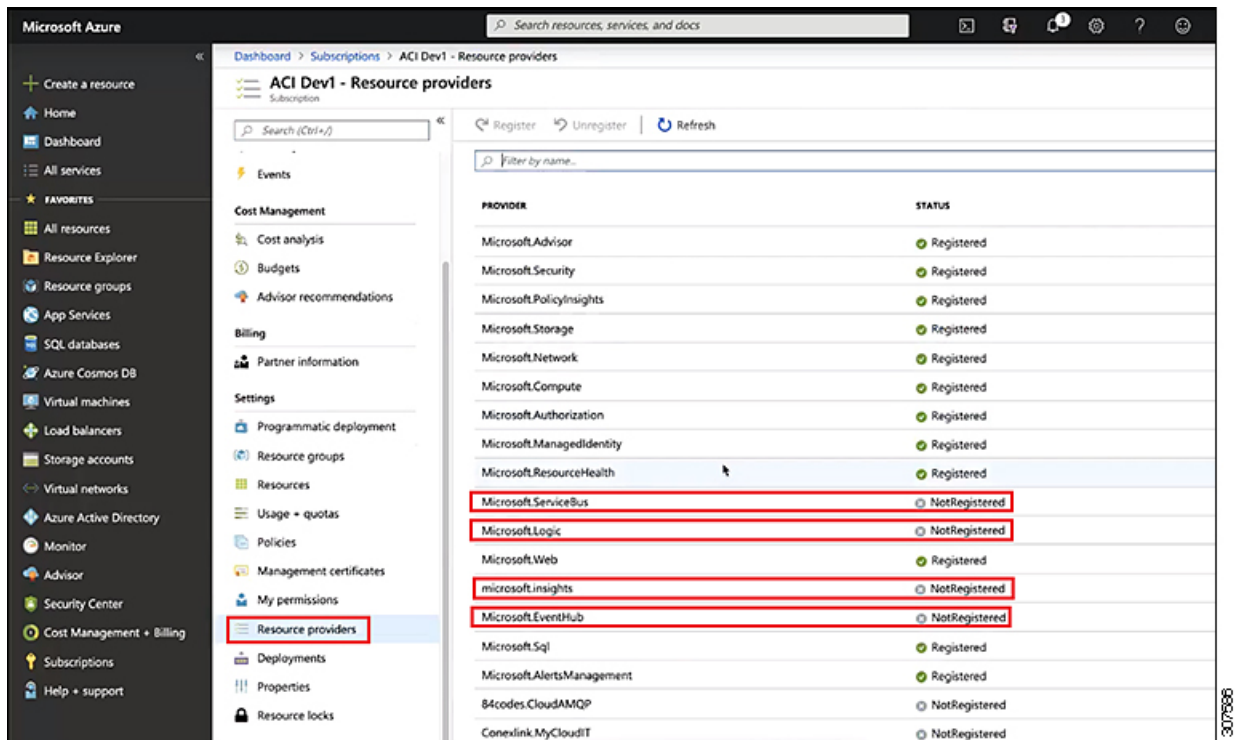 Microsoft Azure
Search resources, services, and docs
1
?
«
Create a resource
Home
Dashboard
All services
FAVORITES
All resources
Resource Explorer
Resource groups
App Services
SQL databases
Azure Cosmos DB
Virtual machines
Load balancers
Storage accounts
Virtual networks
Azure Active Directory
Monitor
Advisor
Security Center
Cost Management + Billing
Subscriptions
Help + support
Dashboard > Subscriptions > ACI Dev1 - Resource providers
ACI Dev1 - Resource providers
Subscription
Search (Ctrl+/)
«
Events
Cost Management
Cost analysis
Budgets
Advisor recommendations
Billing
Partner information
Settings
Programmatic deployment
Resource groups
Resources
Usage + quotas
Policies
Management certificates
My permissions
Resource providers
Deployments
Properties
Resource locks
Register Unregister Refresh
Filter by name...
PROVIDER STATUS
Microsoft.Advisor Registered
Microsoft.Security Registered
Microsoft.PolicyInsights Registered
Microsoft.Storage Registered
Microsoft.Network Registered
Microsoft.Compute Registered
Microsoft.Authorization Registered
Microsoft.ManagedIdentity Registered
Microsoft.ResourceHealth Registered
Microsoft.ServiceBus NotRegistered
Microsoft.Logic NotRegistered
Microsoft.Web Registered
microsoft.insights NotRegistered
Microsoft.EventHub NotRegistered
Microsoft.Sql Registered
Microsoft.AlertsManagement Registered
84codes.CloudAMQP NotRegistered
Conexlink.MyCloudIT NotRegistered
307586